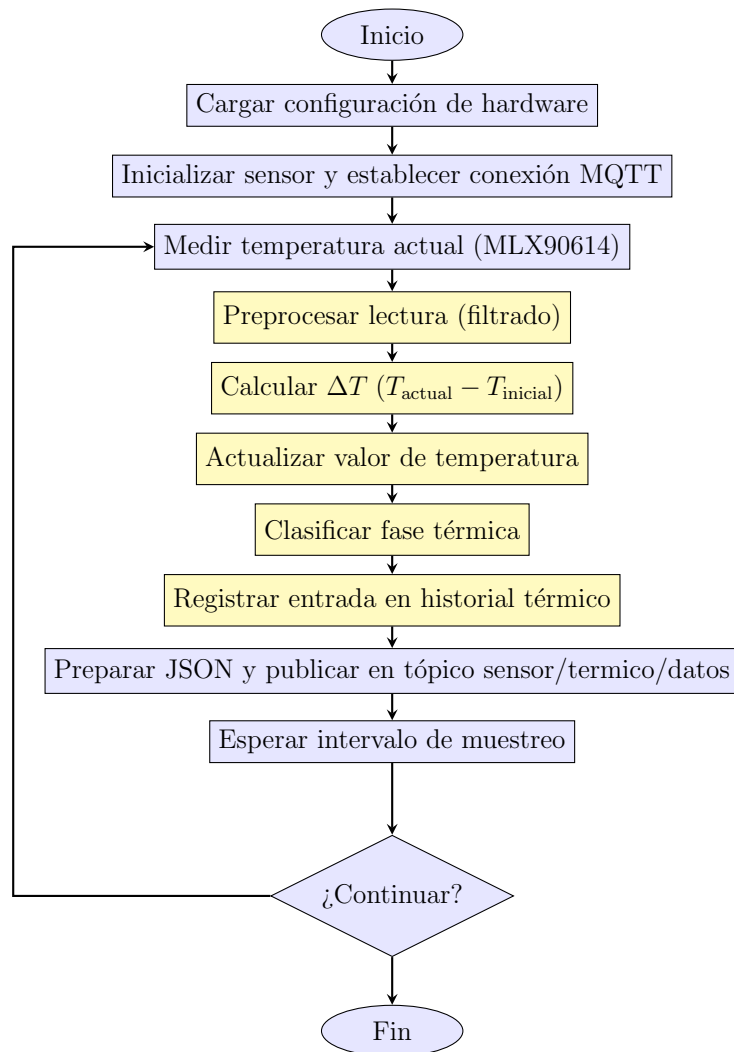 Inicio
Cargar configuración de hardware
Inicializar sensor y establecer conexión MQTT
Medir temperatura actual (MLX90614)
Preprocesar lectura (filtrado)
Calcular ΔT (T_actual − T_inicial)
Actualizar valor de temperatura
Clasificar fase térmica
Registrar entrada en historial térmico
Preparar JSON y publicar en tópico sensor/termico/datos
Esperar intervalo de muestreo
¿Continuar?
Fin